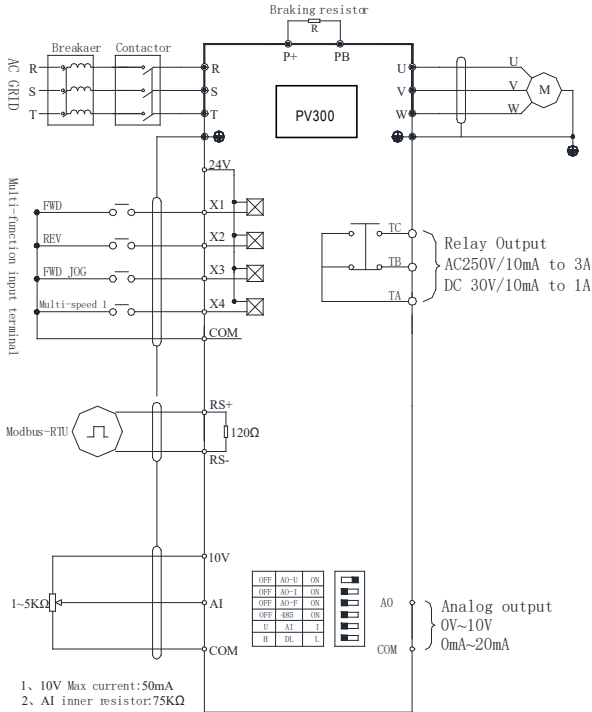 Braking resistor
R
P+ PB
Breakaer Contactor
AC GRID
R R
S S
T T
PV300
U U
V V
W W
M
24V
Multi-function input terminal
FWD X1
REV X2
FWD JOG X3
Multi-speed 1 X4
COM
TC
TB
TA
Relay Output
AC250V/10mA to 3A
DC 30V/10mA to 1A
Modbus-RTU
RS+
120Ω
RS-
10V
1~5KΩ
AI
COM
OFF AO-U ON
OFF AO-I ON
OFF AO-F ON
OFF 485 ON
U AI I
H DL L
AO
COM
Analog output
0V~10V
0mA~20mA
1、10V Max current:50mA
2、AI inner resistor:75KΩ